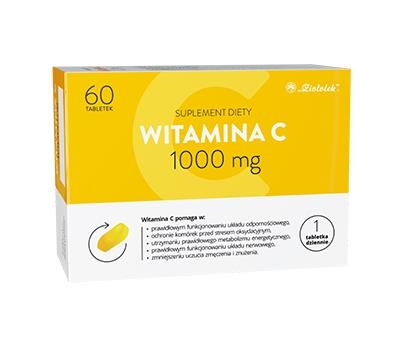 60
TABLETEK
„Ziołolek”
SUPLEMENT DIETY
WITAMINA C
1000 mg
Witamina C pomaga w:
• prawidłowym funkcjonowaniu układu odpornościowego,
• ochronie komórek przed stresem oksydacyjnym,
• utrzymaniu prawidłowego metabolizmu energetycznego,
• prawidłowym funkcjonowaniu układu nerwowego,
• zmniejszeniu uczucia zmęczenia i znużenia.
1
tabletka
dziennie